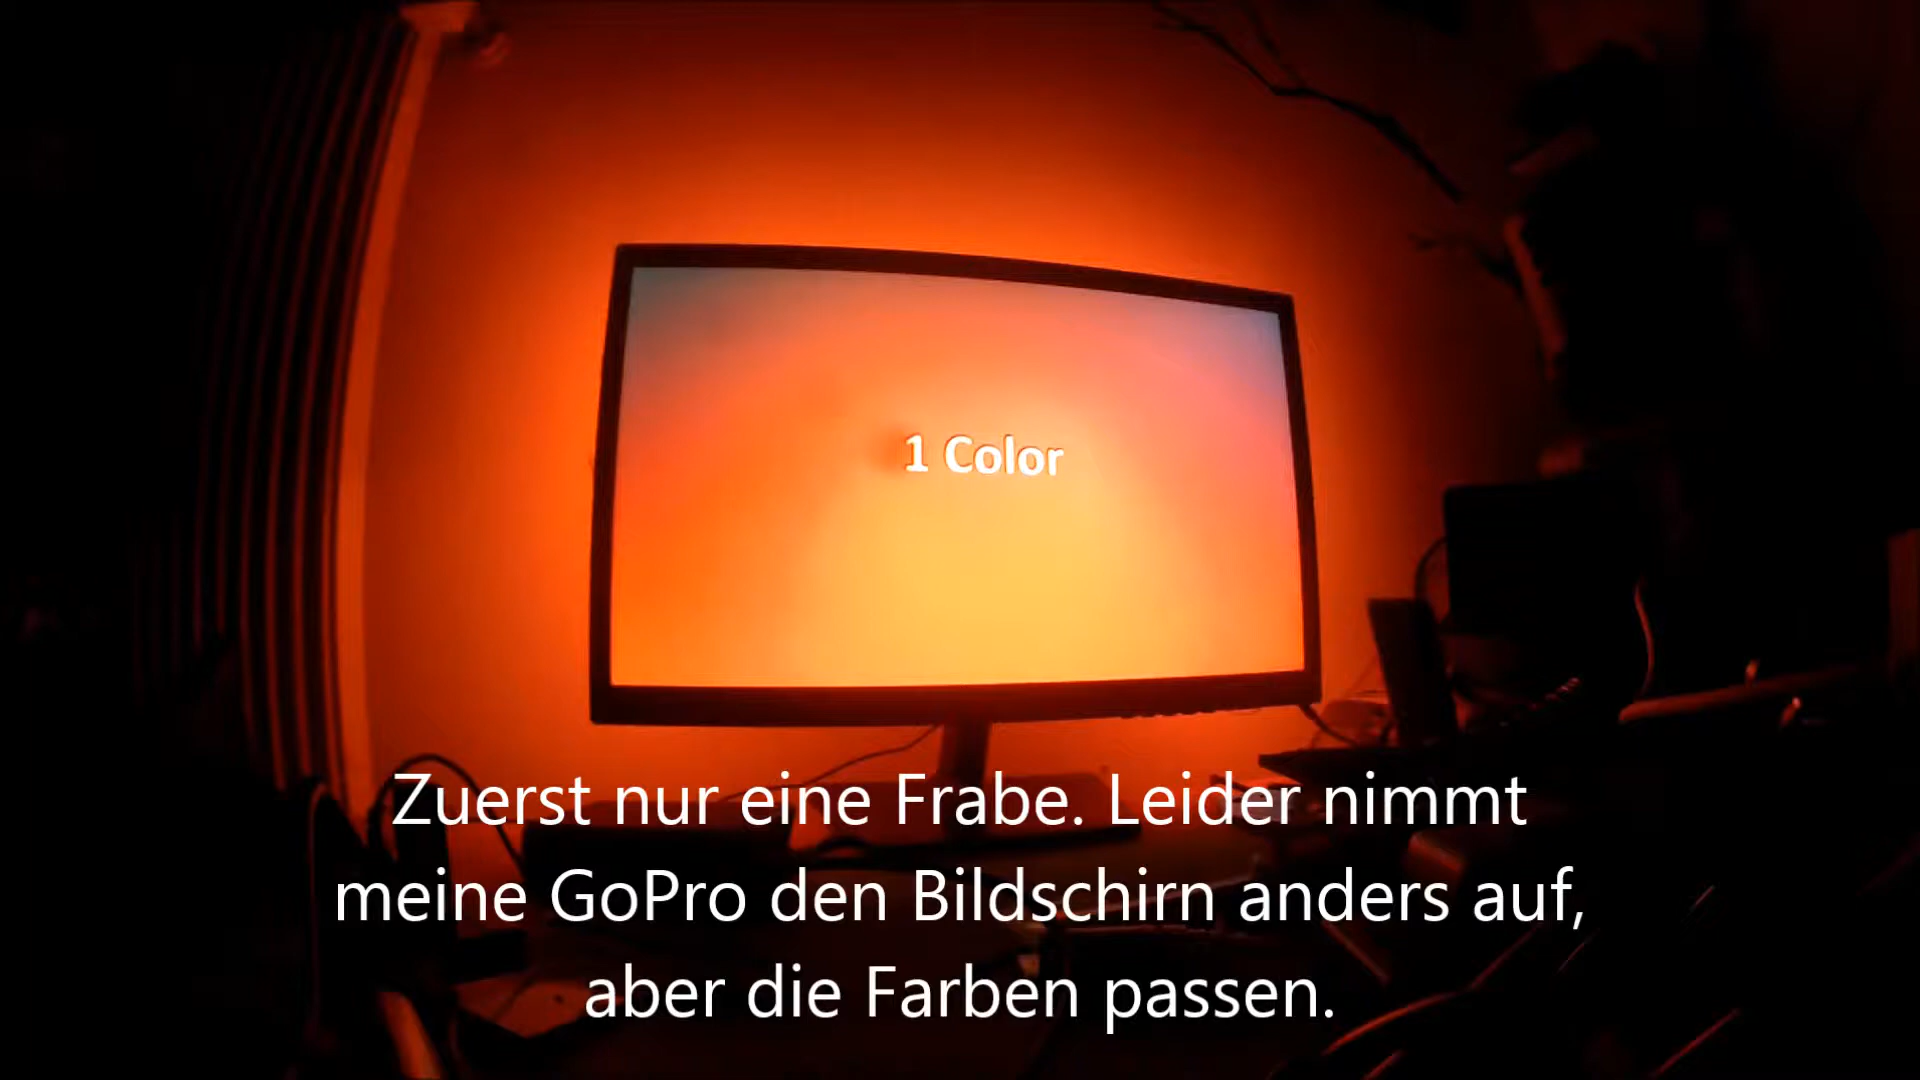 1 Color
Zuerst nur eine Frabe. Leider nimmt
meine GoPro den Bildschirn anders auf,
aber die Farben passen.